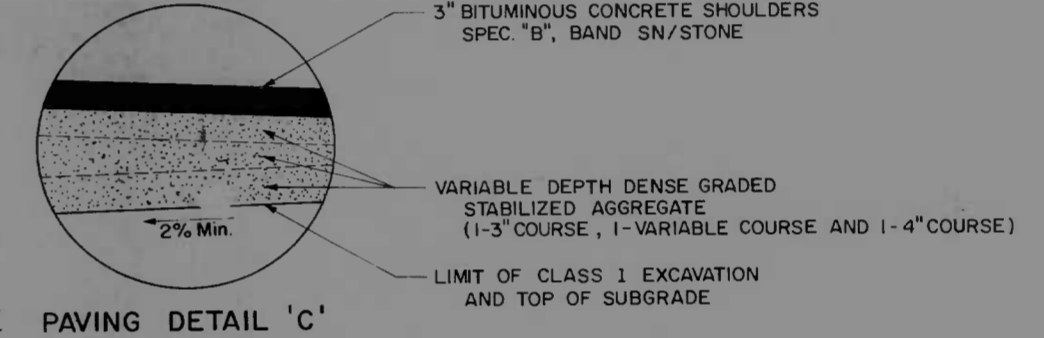 3" BITUMINOUS CONCRETE SHOULDERS
SPEC. "B", BAND SN/STONE
VARIABLE DEPTH DENSE GRADED
STABILIZED AGGREGATE
(1-3" COURSE, 1-VARIABLE COURSE AND 1-4" COURSE)
2% Min.
LIMIT OF CLASS 1 EXCAVATION
AND TOP OF SUBGRADE
PAVING DETAIL 'C'